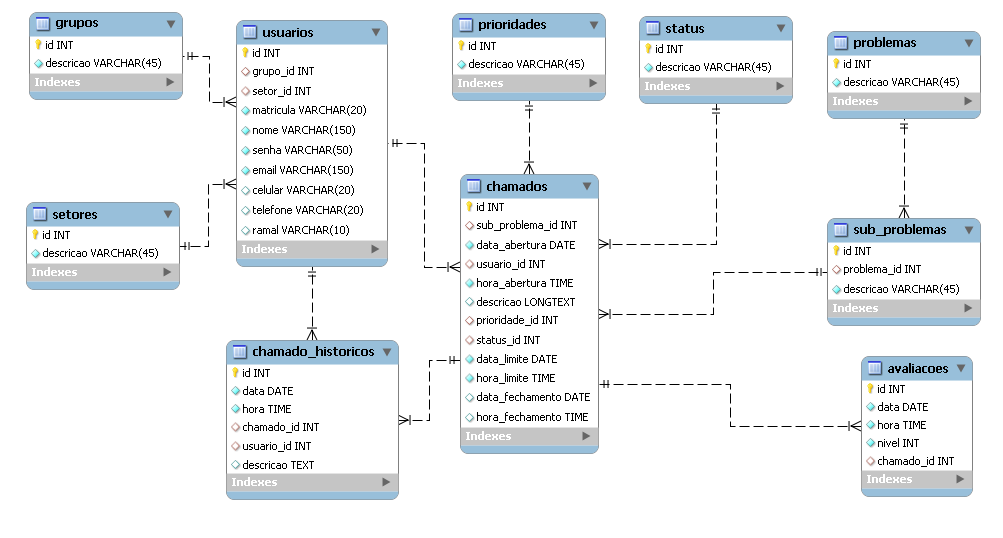 grupos
id INT
descricao VARCHAR(45)
Indexes
usuarios
id INT
grupo_id INT
setor_id INT
matricula VARCHAR(20)
nome VARCHAR(150)
senha VARCHAR(50)
email VARCHAR(150)
celular VARCHAR(20)
telefone VARCHAR(20)
ramal VARCHAR(10)
Indexes
prioridades
id INT
descricao VARCHAR(45)
Indexes
status
id INT
descricao VARCHAR(45)
Indexes
problemas
id INT
descricao VARCHAR(45)
Indexes
setores
id INT
descricao VARCHAR(45)
Indexes
chamados
id INT
sub_problema_id INT
data_abertura DATE
usuario_id INT
hora_abertura TIME
descricao LONGTEXT
prioridade_id INT
status_id INT
data_limite DATE
hora_limite TIME
data_fechamento DATE
hora_fechamento TIME
Indexes
sub_problemas
id INT
problema_id INT
descricao VARCHAR(45)
Indexes
chamado_historicos
id INT
data DATE
hora TIME
chamado_id INT
usuario_id INT
descricao TEXT
Indexes
avaliacoes
id INT
data DATE
hora TIME
nivel INT
chamado_id INT
Indexes